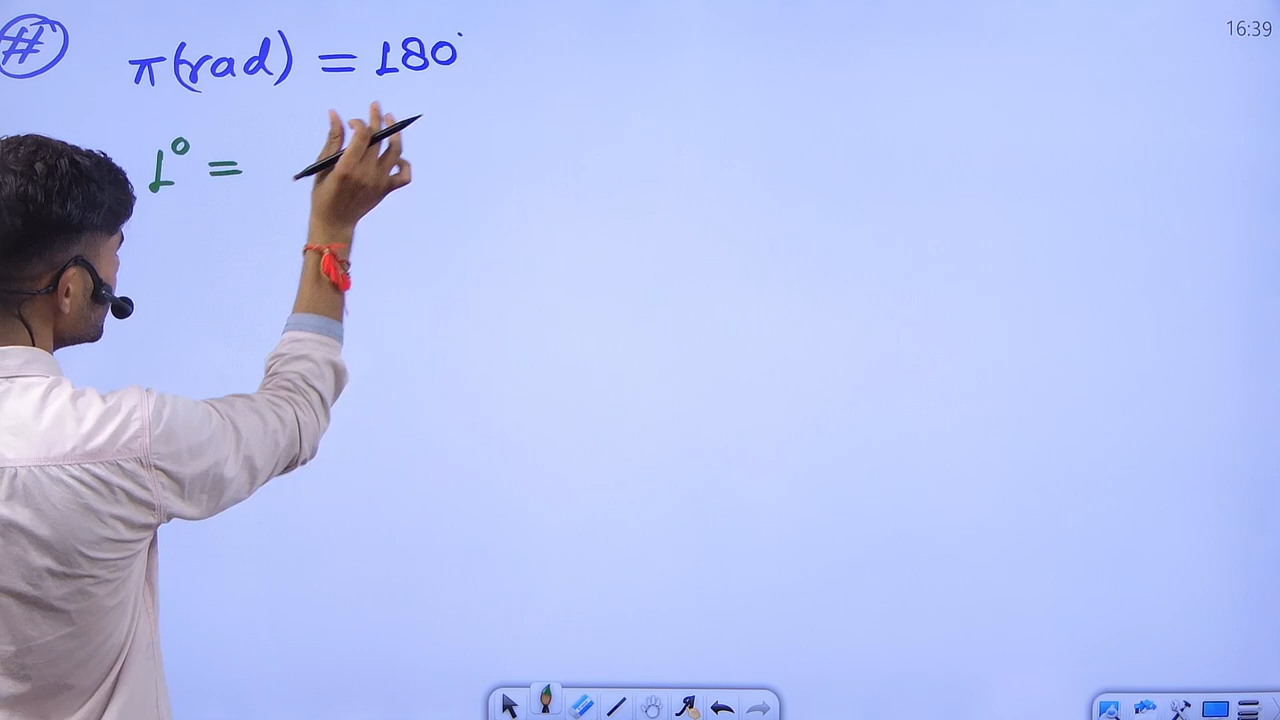 16:39
# π(rad) = 180°
1° =